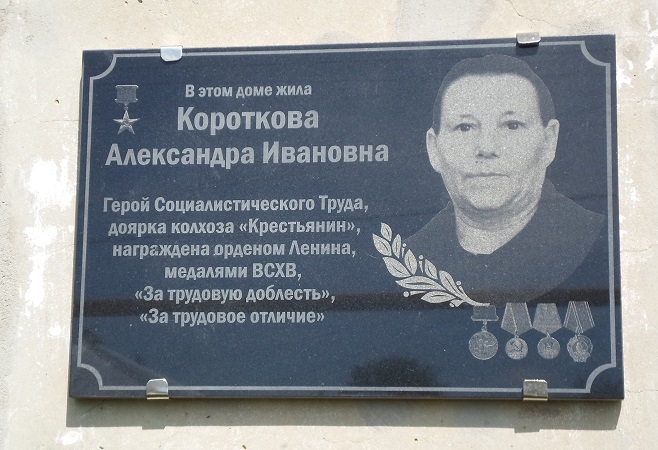 В этом доме жила
Короткова
Александра Ивановна
Герой Социалистического Труда,
доярка колхоза «Крестьянин»,
награждена орденом Ленина,
медалями ВСХВ,
«За трудовую доблесть»,
«За трудовое отличие»